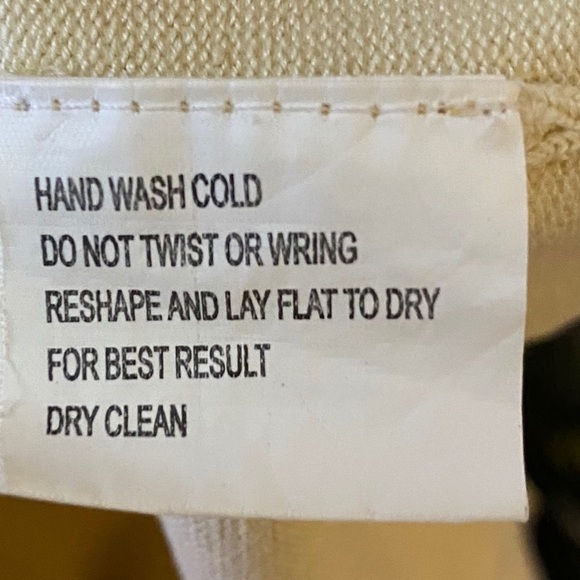 HAND WASH COLD
DO NOT TWIST OR WRING
RESHAPE AND LAY FLAT TO DRY
FOR BEST RESULT
DRY CLEAN